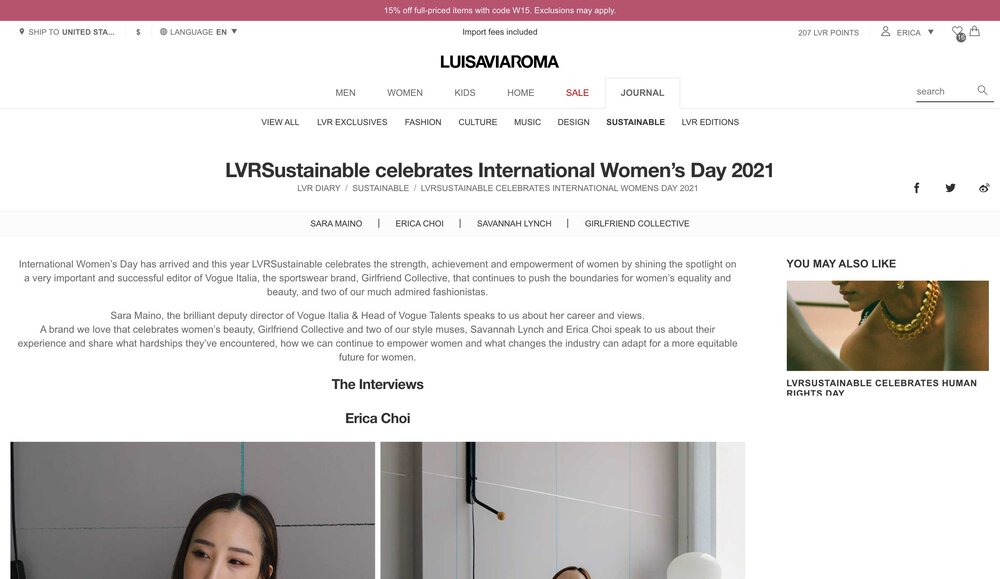 15% off full-priced items with code W15. Exclusions may apply.
SHIP TO UNITED STA... $ LANGUAGE EN Import fees included 207 LVR POINTS ERICA 16
LUISAVIAROMA
MEN WOMEN KIDS HOME SALE JOURNAL search
VIEW ALL LVR EXCLUSIVES FASHION CULTURE MUSIC DESIGN SUSTAINABLE LVR EDITIONS
LVRSustainable celebrates International Women's Day 2021
LVR DIARY / SUSTAINABLE / LVRSUSTAINABLE CELEBRATES INTERNATIONAL WOMENS DAY 2021
SARA MAINO | ERICA CHOI | SAVANNAH LYNCH | GIRLFRIEND COLLECTIVE
International Women's Day has arrived and this year LVRSustainable celebrates the strength, achievement and empowerment of women by shining the spotlight on
a very important and successful editor of Vogue Italia, the sportswear brand, Girlfriend Collective, that continues to push the boundaries for women's equality and
beauty, and two of our much admired fashionistas.
Sara Maino, the brilliant deputy director of Vogue Italia & Head of Vogue Talents speaks to us about her career and views.
A brand we love that celebrates women's beauty, Girlfriend Collective and two of our style muses, Savannah Lynch and Erica Choi speak to us about their
experience and share what hardships they've encountered, how we can continue to empower women and what changes the industry can adapt for a more equitable
future for women.
The Interviews
Erica Choi
YOU MAY ALSO LIKE
LVRSUSTAINABLE CELEBRATES HUMAN
RIGHTS DAY